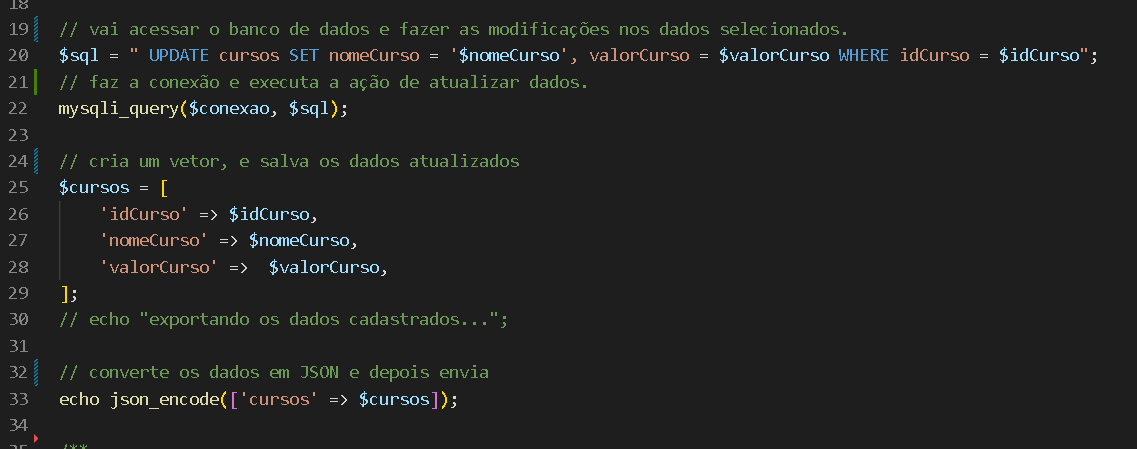 18
19 // vai acessar o banco de dados e fazer as modificações nos dados selecionados.
20 $sql = " UPDATE cursos SET nomeCurso = '$nomeCurso', valorCurso = $valorCurso WHERE idCurso = $idCurso";
21 // faz a conexão e executa a ação de atualizar dados.
22 mysqli_query($conexao, $sql);
23
24 // cria um vetor, e salva os dados atualizados
25 $cursos = [
26     'idCurso' => $idCurso,
27     'nomeCurso' => $nomeCurso,
28     'valorCurso' =>  $valorCurso,
29 ];
30 // echo "exportando os dados cadastrados...";
31
32 // converte os dados em JSON e depois envia
33 echo json_encode(['cursos' => $cursos]);
34
35 /**